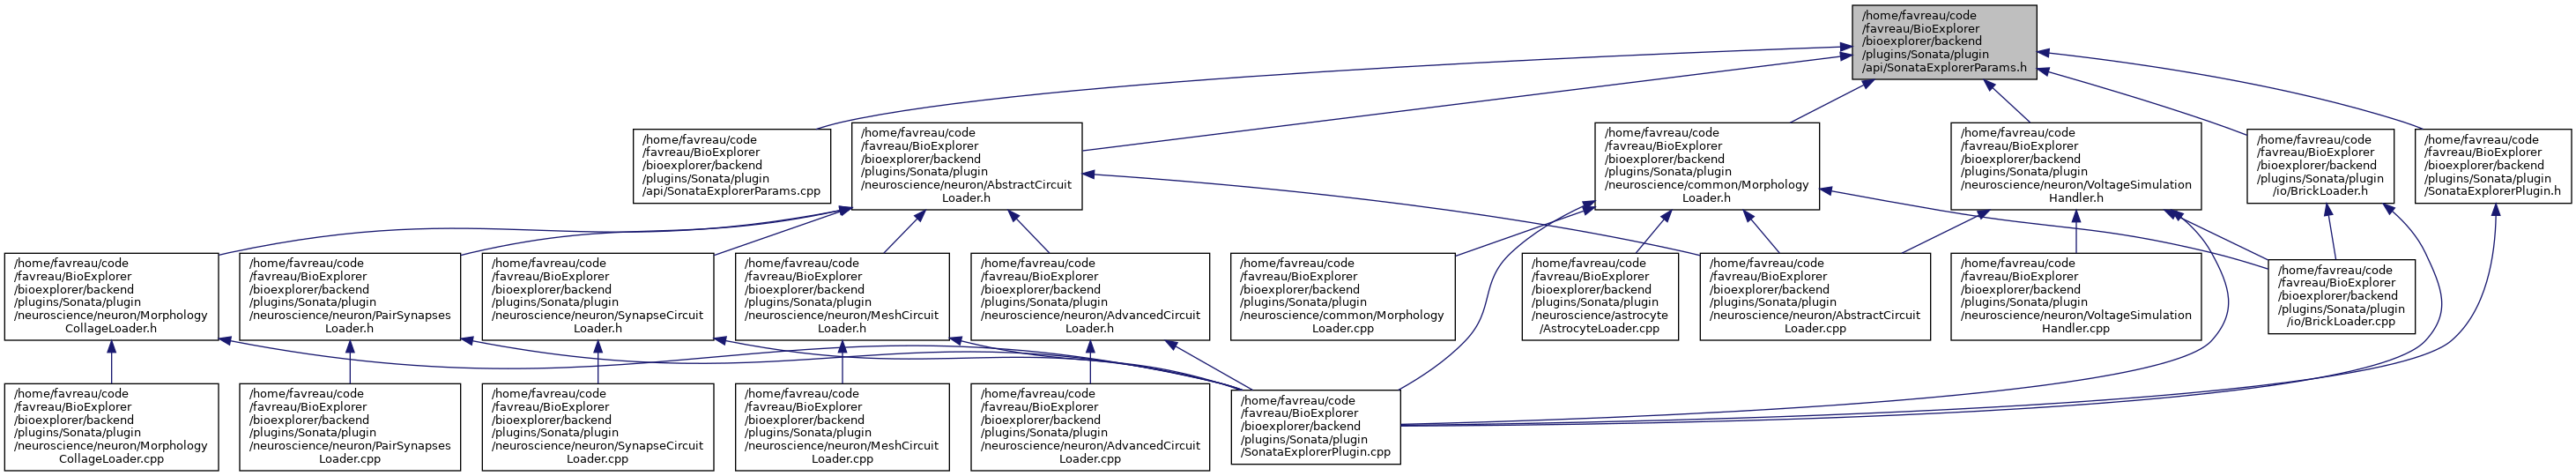 /home/favreau/code
/favreau/BioExplorer
/bioexplorer/backend
/plugins/Sonata/plugin
/api/SonataExplorerParams.h
/home/favreau/code
/favreau/BioExplorer
/bioexplorer/backend
/plugins/Sonata/plugin
/api/SonataExplorerParams.cpp
/home/favreau/code
/favreau/BioExplorer
/bioexplorer/backend
/plugins/Sonata/plugin
/neuroscience/neuron/AbstractCircuit
Loader.h
/home/favreau/code
/favreau/BioExplorer
/bioexplorer/backend
/plugins/Sonata/plugin
/neuroscience/common/Morphology
Loader.h
/home/favreau/code
/favreau/BioExplorer
/bioexplorer/backend
/plugins/Sonata/plugin
/neuroscience/neuron/VoltageSimulation
Handler.h
/home/favreau/code
/favreau/BioExplorer
/bioexplorer/backend
/plugins/Sonata/plugin
/io/BrickLoader.h
/home/favreau/code
/favreau/BioExplorer
/bioexplorer/backend
/plugins/Sonata/plugin
/SonataExplorerPlugin.h
/home/favreau/code
/favreau/BioExplorer
/bioexplorer/backend
/plugins/Sonata/plugin
/neuroscience/neuron/Morphology
CollageLoader.h
/home/favreau/code
/favreau/BioExplorer
/bioexplorer/backend
/plugins/Sonata/plugin
/neuroscience/neuron/PairSynapses
Loader.h
/home/favreau/code
/favreau/BioExplorer
/bioexplorer/backend
/plugins/Sonata/plugin
/neuroscience/neuron/SynapseCircuit
Loader.h
/home/favreau/code
/favreau/BioExplorer
/bioexplorer/backend
/plugins/Sonata/plugin
/neuroscience/neuron/MeshCircuit
Loader.h
/home/favreau/code
/favreau/BioExplorer
/bioexplorer/backend
/plugins/Sonata/plugin
/neuroscience/neuron/AdvancedCircuit
Loader.h
/home/favreau/code
/favreau/BioExplorer
/bioexplorer/backend
/plugins/Sonata/plugin
/neuroscience/common/Morphology
Loader.cpp
/home/favreau/code
/favreau/BioExplorer
/bioexplorer/backend
/plugins/Sonata/plugin
/neuroscience/astrocyte
/AstrocyteLoader.cpp
/home/favreau/code
/favreau/BioExplorer
/bioexplorer/backend
/plugins/Sonata/plugin
/neuroscience/neuron/AbstractCircuit
Loader.cpp
/home/favreau/code
/favreau/BioExplorer
/bioexplorer/backend
/plugins/Sonata/plugin
/neuroscience/neuron/VoltageSimulation
Handler.cpp
/home/favreau/code
/favreau/BioExplorer
/bioexplorer/backend
/plugins/Sonata/plugin
/io/BrickLoader.cpp
/home/favreau/code
/favreau/BioExplorer
/bioexplorer/backend
/plugins/Sonata/plugin
/neuroscience/neuron/Morphology
CollageLoader.cpp
/home/favreau/code
/favreau/BioExplorer
/bioexplorer/backend
/plugins/Sonata/plugin
/neuroscience/neuron/PairSynapses
Loader.cpp
/home/favreau/code
/favreau/BioExplorer
/bioexplorer/backend
/plugins/Sonata/plugin
/neuroscience/neuron/SynapseCircuit
Loader.cpp
/home/favreau/code
/favreau/BioExplorer
/bioexplorer/backend
/plugins/Sonata/plugin
/neuroscience/neuron/MeshCircuit
Loader.cpp
/home/favreau/code
/favreau/BioExplorer
/bioexplorer/backend
/plugins/Sonata/plugin
/neuroscience/neuron/AdvancedCircuit
Loader.cpp
/home/favreau/code
/favreau/BioExplorer
/bioexplorer/backend
/plugins/Sonata/plugin
/SonataExplorerPlugin.cpp